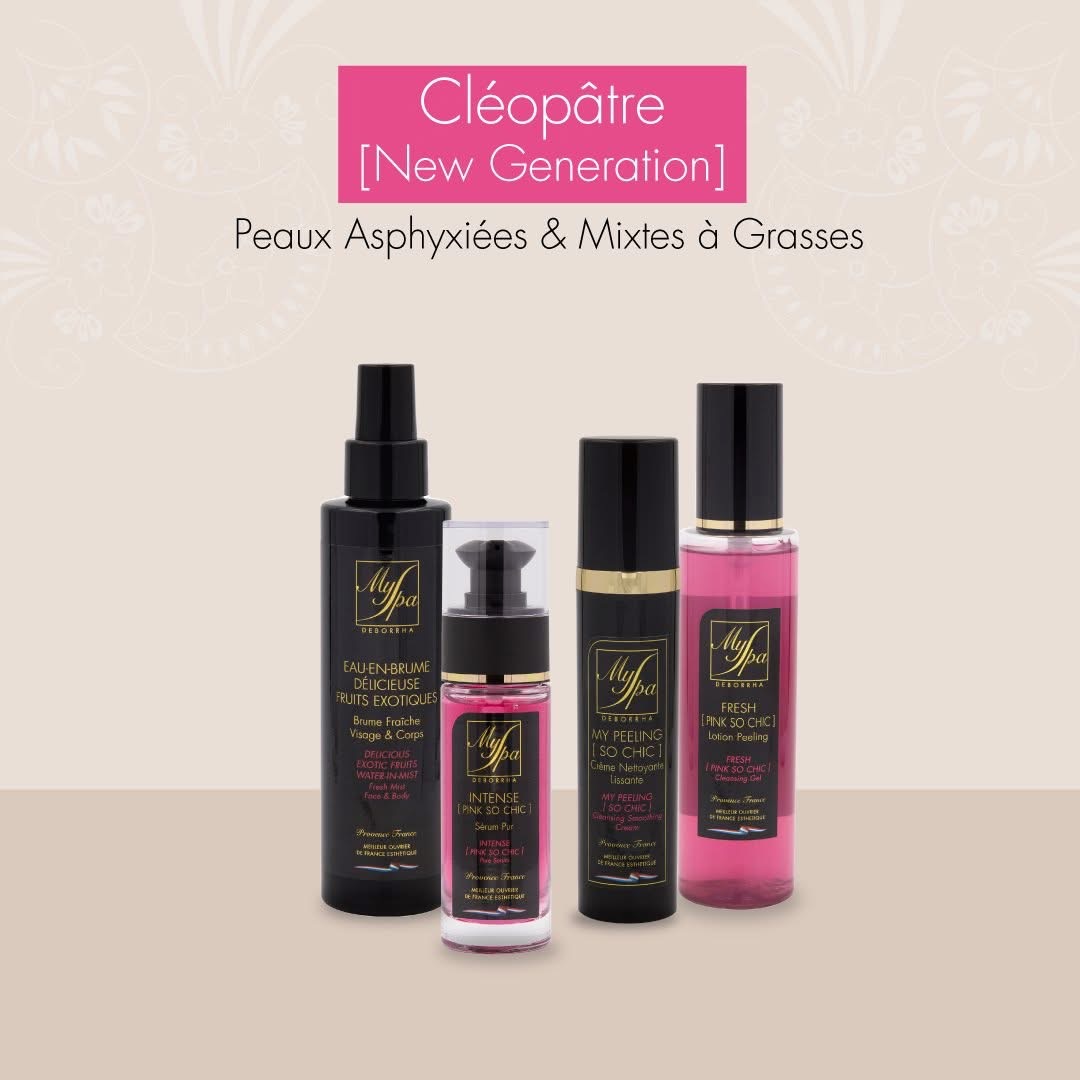 Cléopâtre
[New Generation]
Peaux Asphyxiées & Mixtes à Grasses
My Spa
DEBORRHA
EAU-EN-BRUME
DÉLICIEUSE
FRUITS EXOTIQUES
Brume Fraîche
Visage & Corps
DELICIOUS
EXOTIC FRUITS
WATER-IN-MIST
Fresh Mist
Face & Body
Provence France
MEILLEUR OUVRIER
DE FRANCE ESTHÉTIQUE
My Spa
DEBORRHA
INTENSE
[ PINK SO CHIC ]
Sérum Pur
INTENSE
[ PINK SO CHIC ]
Pure Serum
Provence France
MEILLEUR OUVRIER
DE FRANCE ESTHÉTIQUE
My Spa
DEBORRHA
MY PEELING
[ SO CHIC ]
Crème Nettoyante
Lissante
MY PEELING
[ SO CHIC ]
Cleansing Smoothing
Cream
Provence France
MEILLEUR OUVRIER
DE FRANCE ESTHÉTIQUE
My Spa
DEBORRHA
FRESH
[ PINK SO CHIC ]
Lotion Peeling
FRESH
[ PINK SO CHIC ]
Cleansing Gel
Provence France
MEILLEUR OUVRIER
DE FRANCE ESTHÉTIQUE